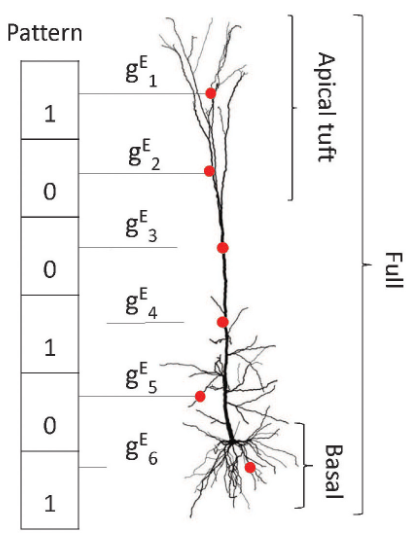 Pattern
1
0
0
1
0
1
gᴱ₁
gᴱ₂
gᴱ₃
gᴱ₄
gᴱ₅
gᴱ₆
Apical tuft
Full
Basal